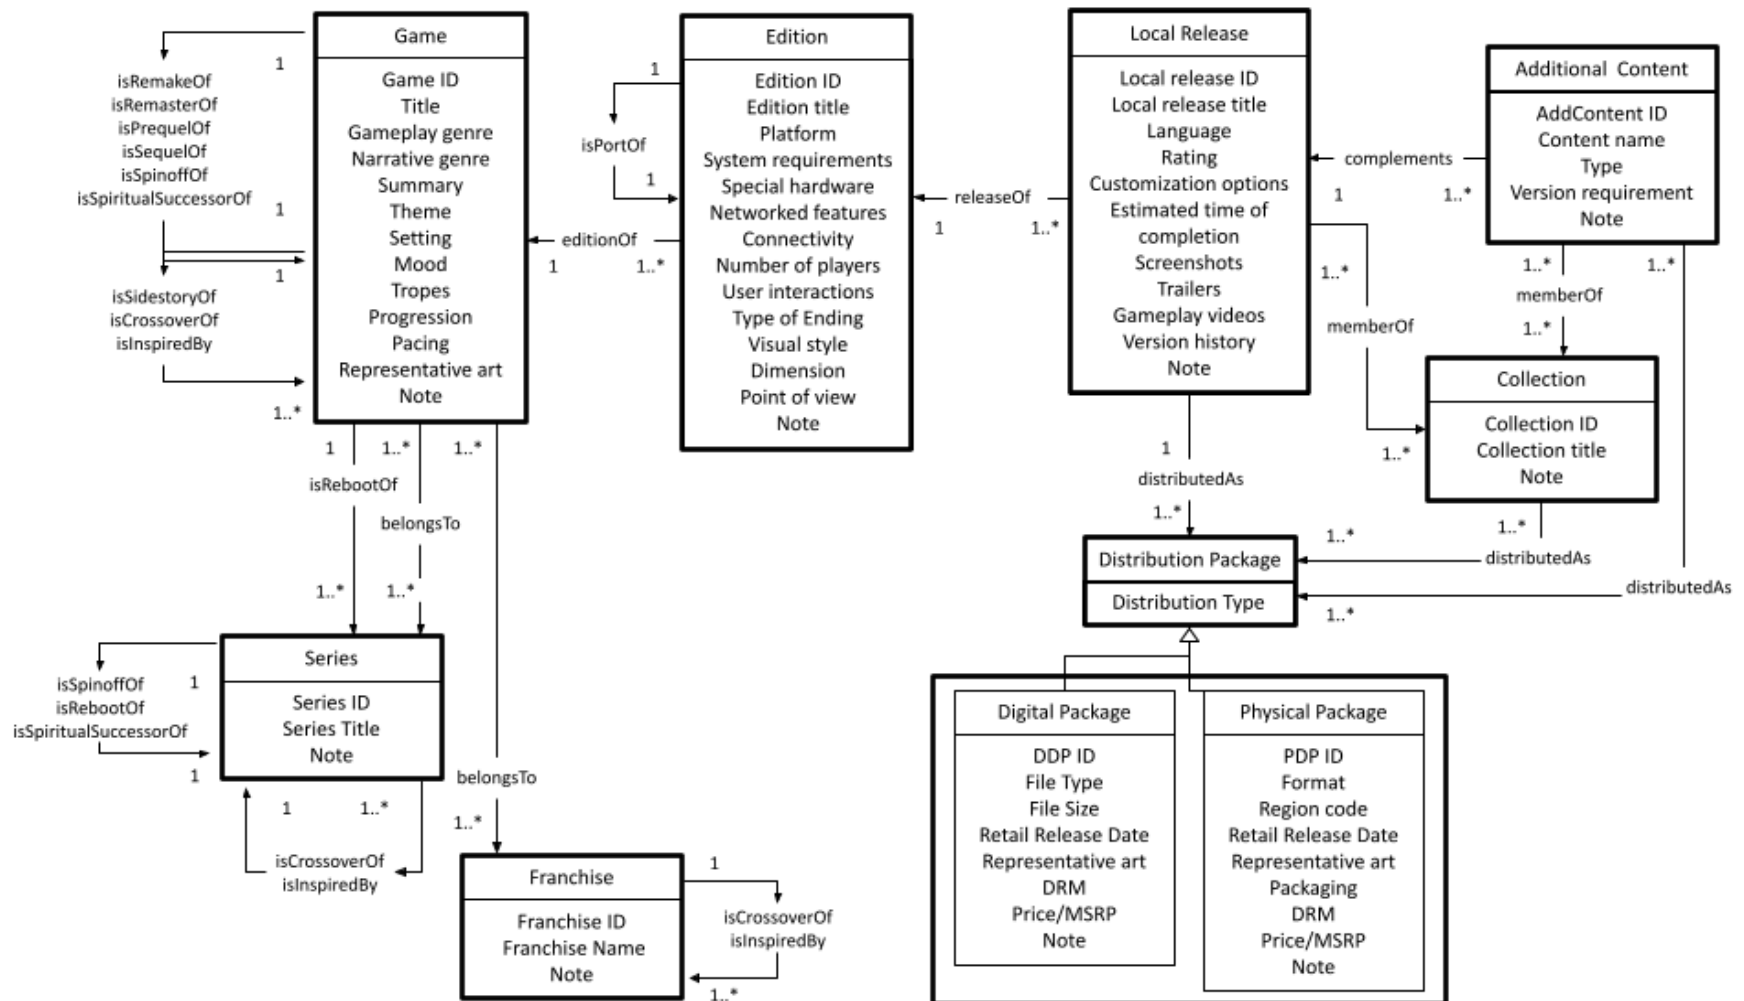 Game
Game ID
Title
Gameplay genre
Narrative genre
Summary
Theme
Setting
Mood
Tropes
Progression
Pacing
Representative art
Note
1
isRemakeOf
isRemasterOf
isPrequelOf
isSequelOf
isSpinoffOf
isSpiritualSuccessorOf
1
1
isSidestoryOf
isCrossoverOf
isInspiredBy
1..*
editionOf
1
1..*
Edition
Edition ID
Edition title
Platform
System requirements
Special hardware
Networked features
Connectivity
Number of players
User interactions
Type of Ending
Visual style
Dimension
Point of view
Note
1
isPortOf
1
releaseOf
1
1..*
Local Release
Local release ID
Local release title
Language
Rating
Customization options
Estimated time of
completion
Screenshots
Trailers
Gameplay videos
Version history
Note
complements
1
1..*
Additional Content
AddContent ID
Content name
Type
Version requirement
Note
1..*
memberOf
1..*
1..*
memberOf
1..*
1..*
Collection
Collection ID
Collection title
Note
1
distributedAs
1..*
1..*
distributedAs
1..*
distributedAs
1..*
Distribution Package
Distribution Type
Digital Package
DDP ID
File Type
File Size
Retail Release Date
Representative art
DRM
Price/MSRP
Note
Physical Package
PDP ID
Format
Region code
Retail Release Date
Representative art
Packaging
DRM
Price/MSRP
Note
1
isRebootOf
1..*
1..*
belongsTo
1..*
1..*
belongsTo
1..*
Series
Series ID
Series Title
Note
1
isSpinoffOf
isRebootOf
isSpiritualSuccessorOf
1
1
1..*
isCrossoverOf
isInspiredBy
Franchise
Franchise ID
Franchise Name
Note
1
isCrossoverOf
isInspiredBy
1..*